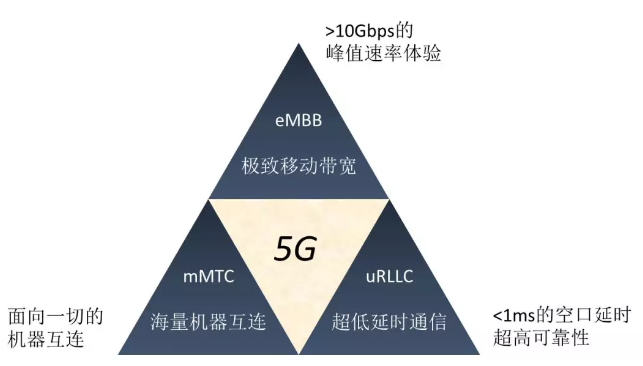 >10Gbps的
峰值速率体验
eMBB
极致移动带宽
5G
mMTC
海量机器互连
uRLLC
超低延时通信
面向一切的
机器互连
<1ms的空口延时
超高可靠性